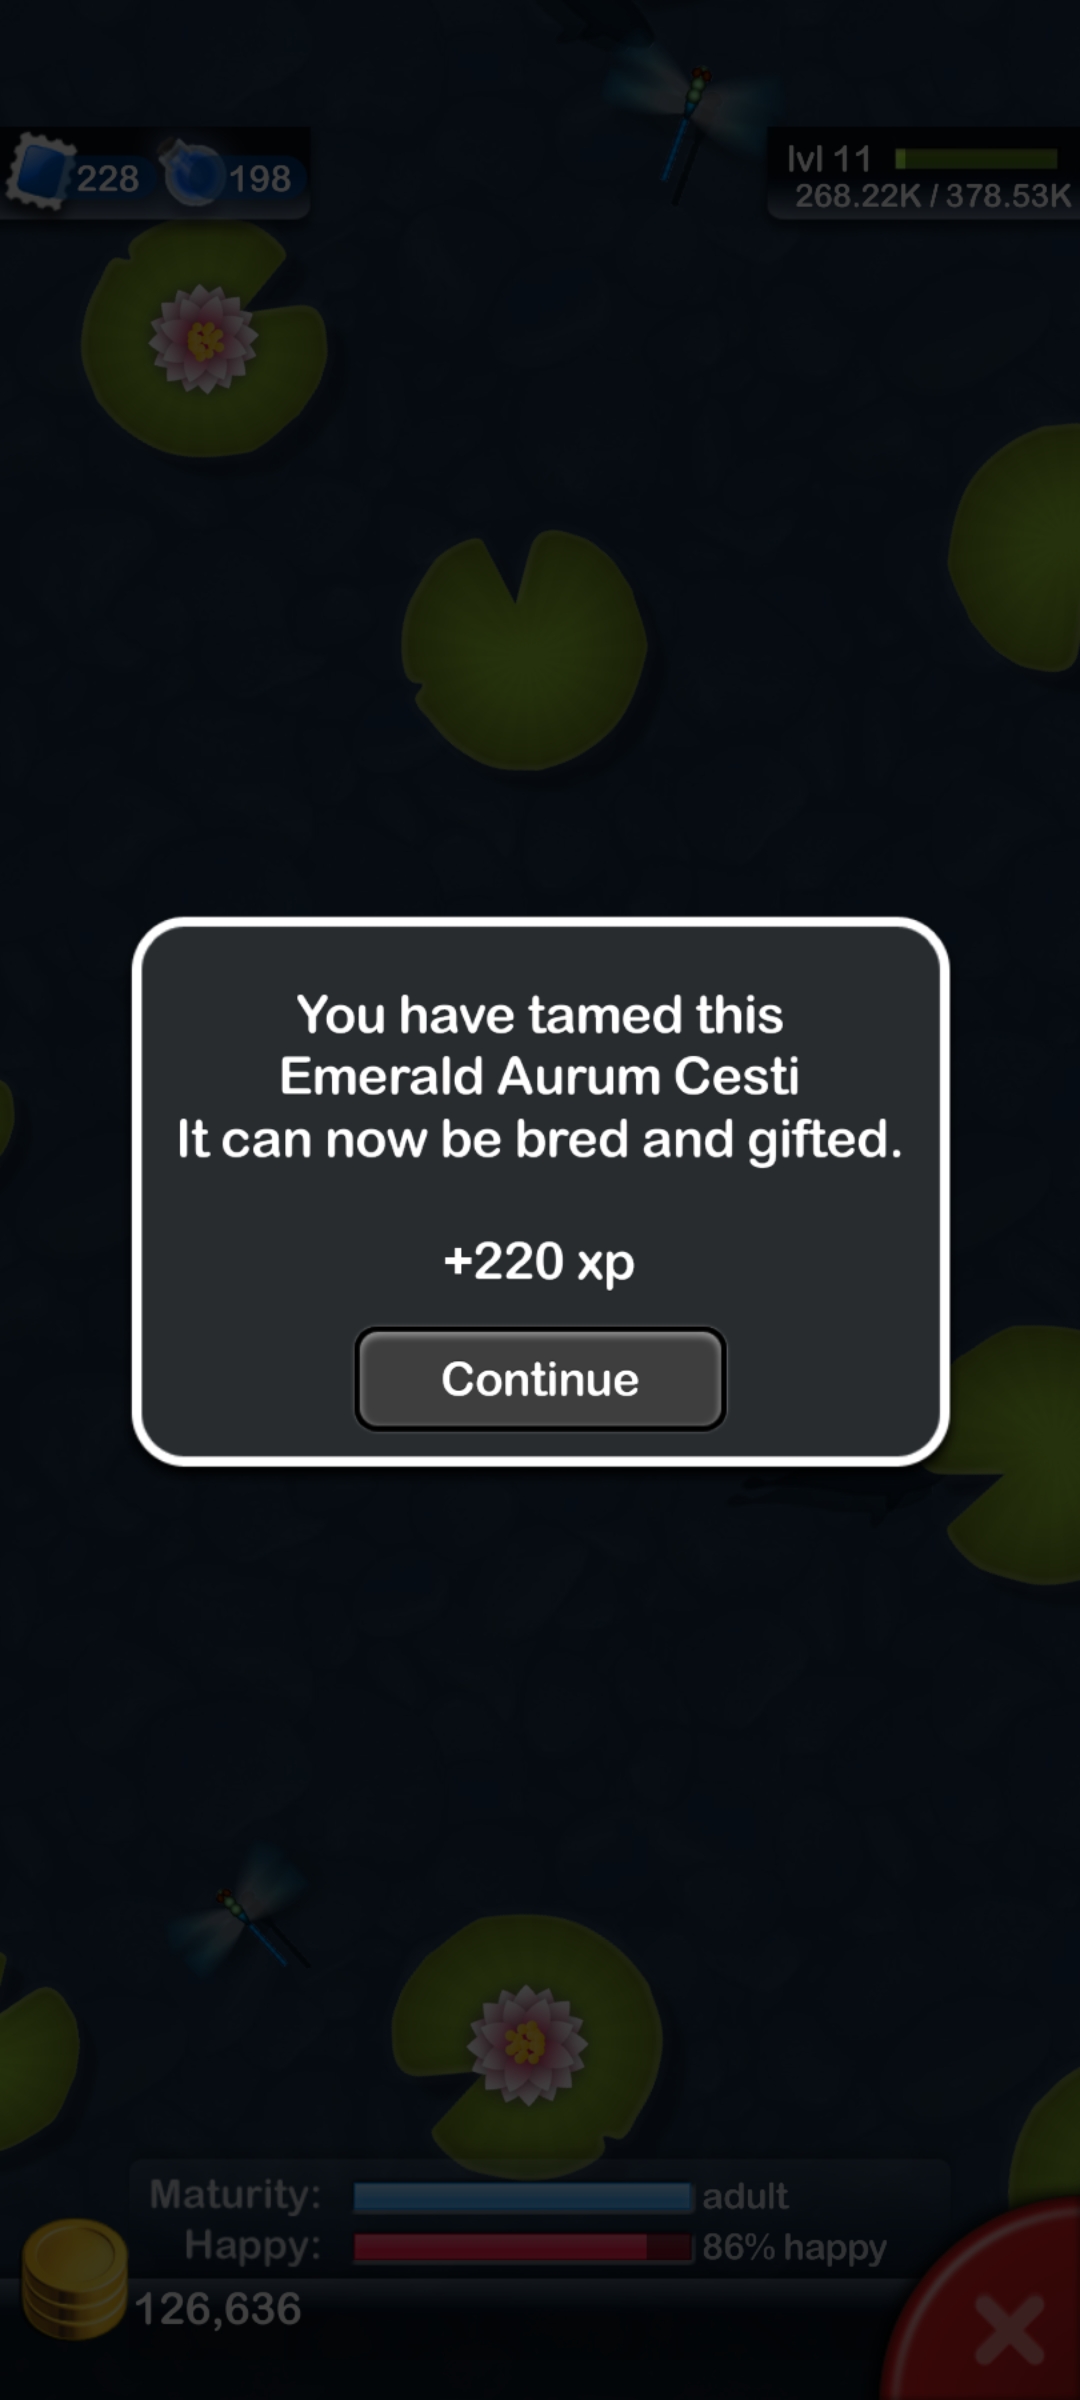 228 198
lvl 11
268.22K / 378.53K
You have tamed this
Emerald Aurum Cesti
It can now be bred and gifted.
+220 xp
Continue
Maturity: adult
Happy: 86% happy
126,636